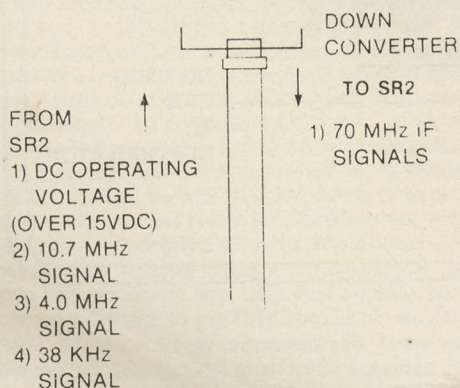 DOWN
CONVERTER
TO SR2
1) 70 MHz IF
SIGNALS
FROM
SR2
1) DC OPERATING
VOLTAGE
(OVER 15VDC)
2) 10.7 MHz
SIGNAL
3) 4.0 MHz
SIGNAL
4) 38 KHz
SIGNAL